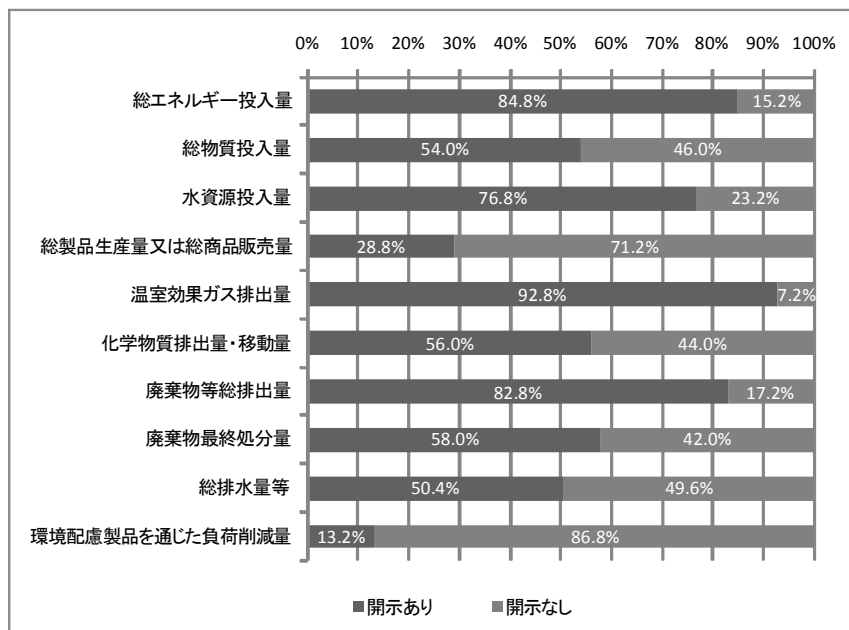 0% 10% 20% 30% 40% 50% 60% 70% 80% 90% 100%
総エネルギー投入量 84.8% 15.2%
総物質投入量 54.0% 46.0%
水資源投入量 76.8% 23.2%
総製品生産量又は総商品販売量 28.8% 71.2%
温室効果ガス排出量 92.8% 7.2%
化学物質排出量・移動量 56.0% 44.0%
廃棄物等総排出量 82.8% 17.2%
廃棄物最終処分量 58.0% 42.0%
総排水量等 50.4% 49.6%
環境配慮製品を通じた負荷削減量 13.2% 86.8%
開示あり 開示なし